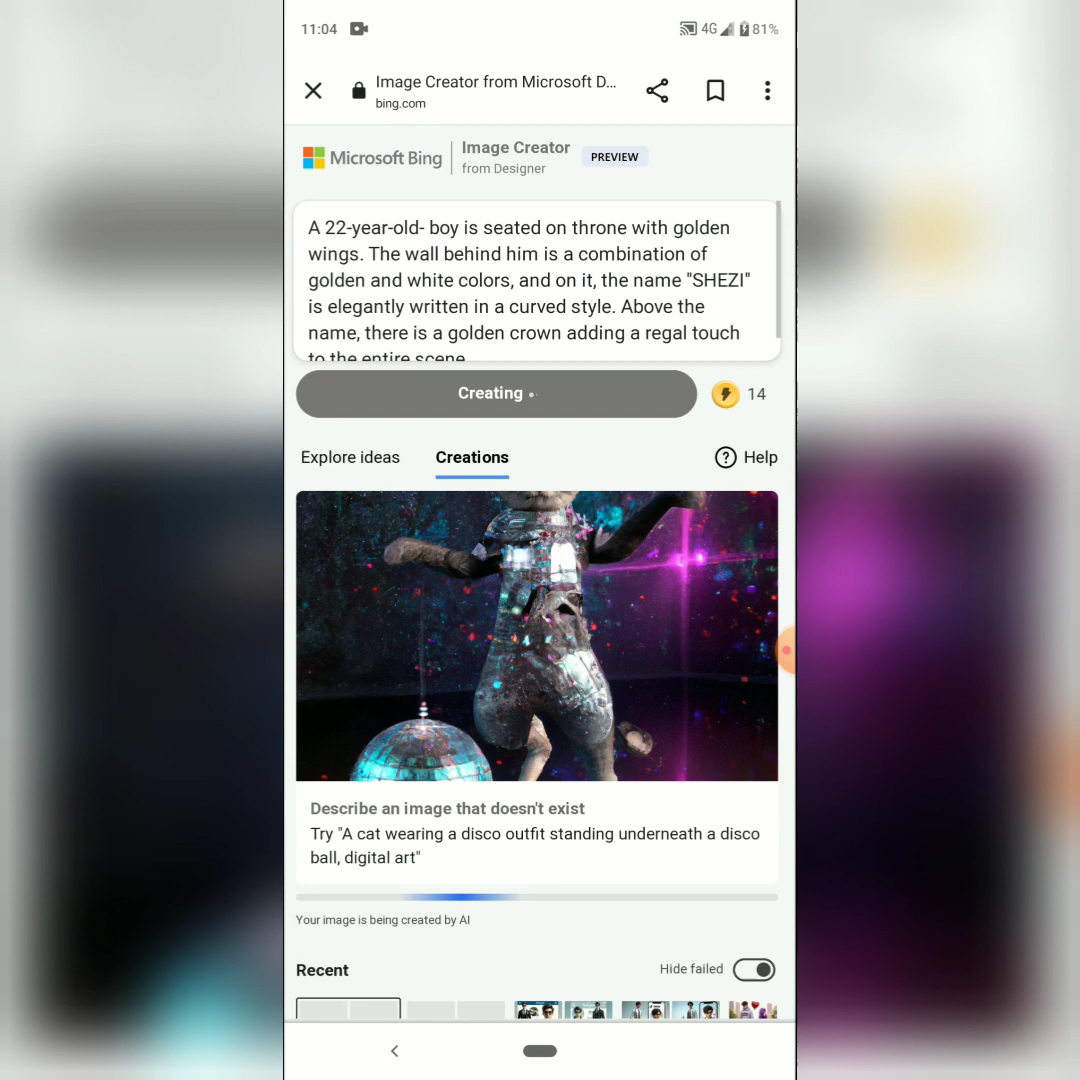 11:04
4G
81%
Image Creator from Microsoft D...
bing.com
Microsoft Bing
Image Creator
from Designer
PREVIEW
A 22-year-old- boy is seated on throne with golden
wings. The wall behind him is a combination of
golden and white colors, and on it, the name "SHEZI"
is elegantly written in a curved style. Above the
name, there is a golden crown adding a regal touch
to the entire scene
Creating
14
Explore ideas
Creations
Help
Describe an image that doesn't exist
Try "A cat wearing a disco outfit standing underneath a disco
ball, digital art"
Your image is being created by AI
Recent
Hide failed